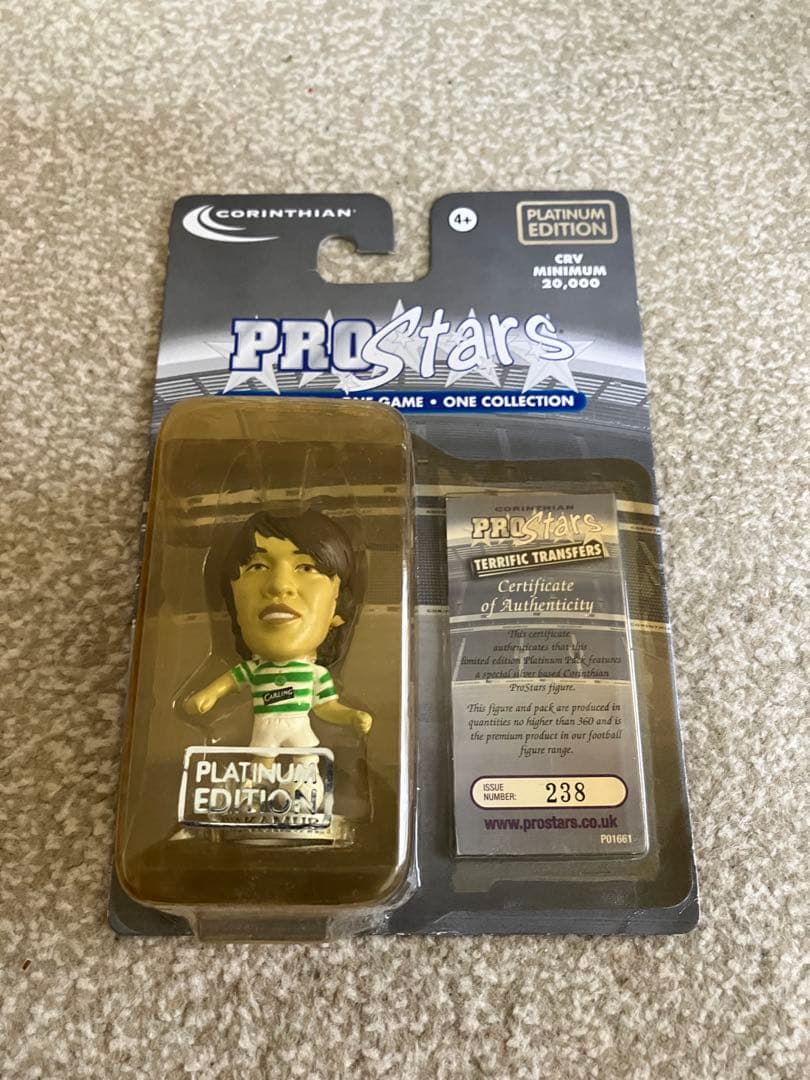 CORINTHIAN
4+
PLATINUM
EDITION
CRV
MINIMUM
20,000
PROStars
GAME • ONE COLLECTION
CORINTHIAN
PROStars
TERRIFIC TRANSFERS
Certificate
of Authenticity
This certificate
authenticates that this
limited edition Platinum Pack features
a special silver based Corinthian
ProStars figure.
This figure and pack are produced in
quantities no higher than 360 and is
the premium product in our football
figure range.
ISSUE
NUMBER: 238
www.prostars.co.uk
P01661
CARLING
PLATINUM
EDITION